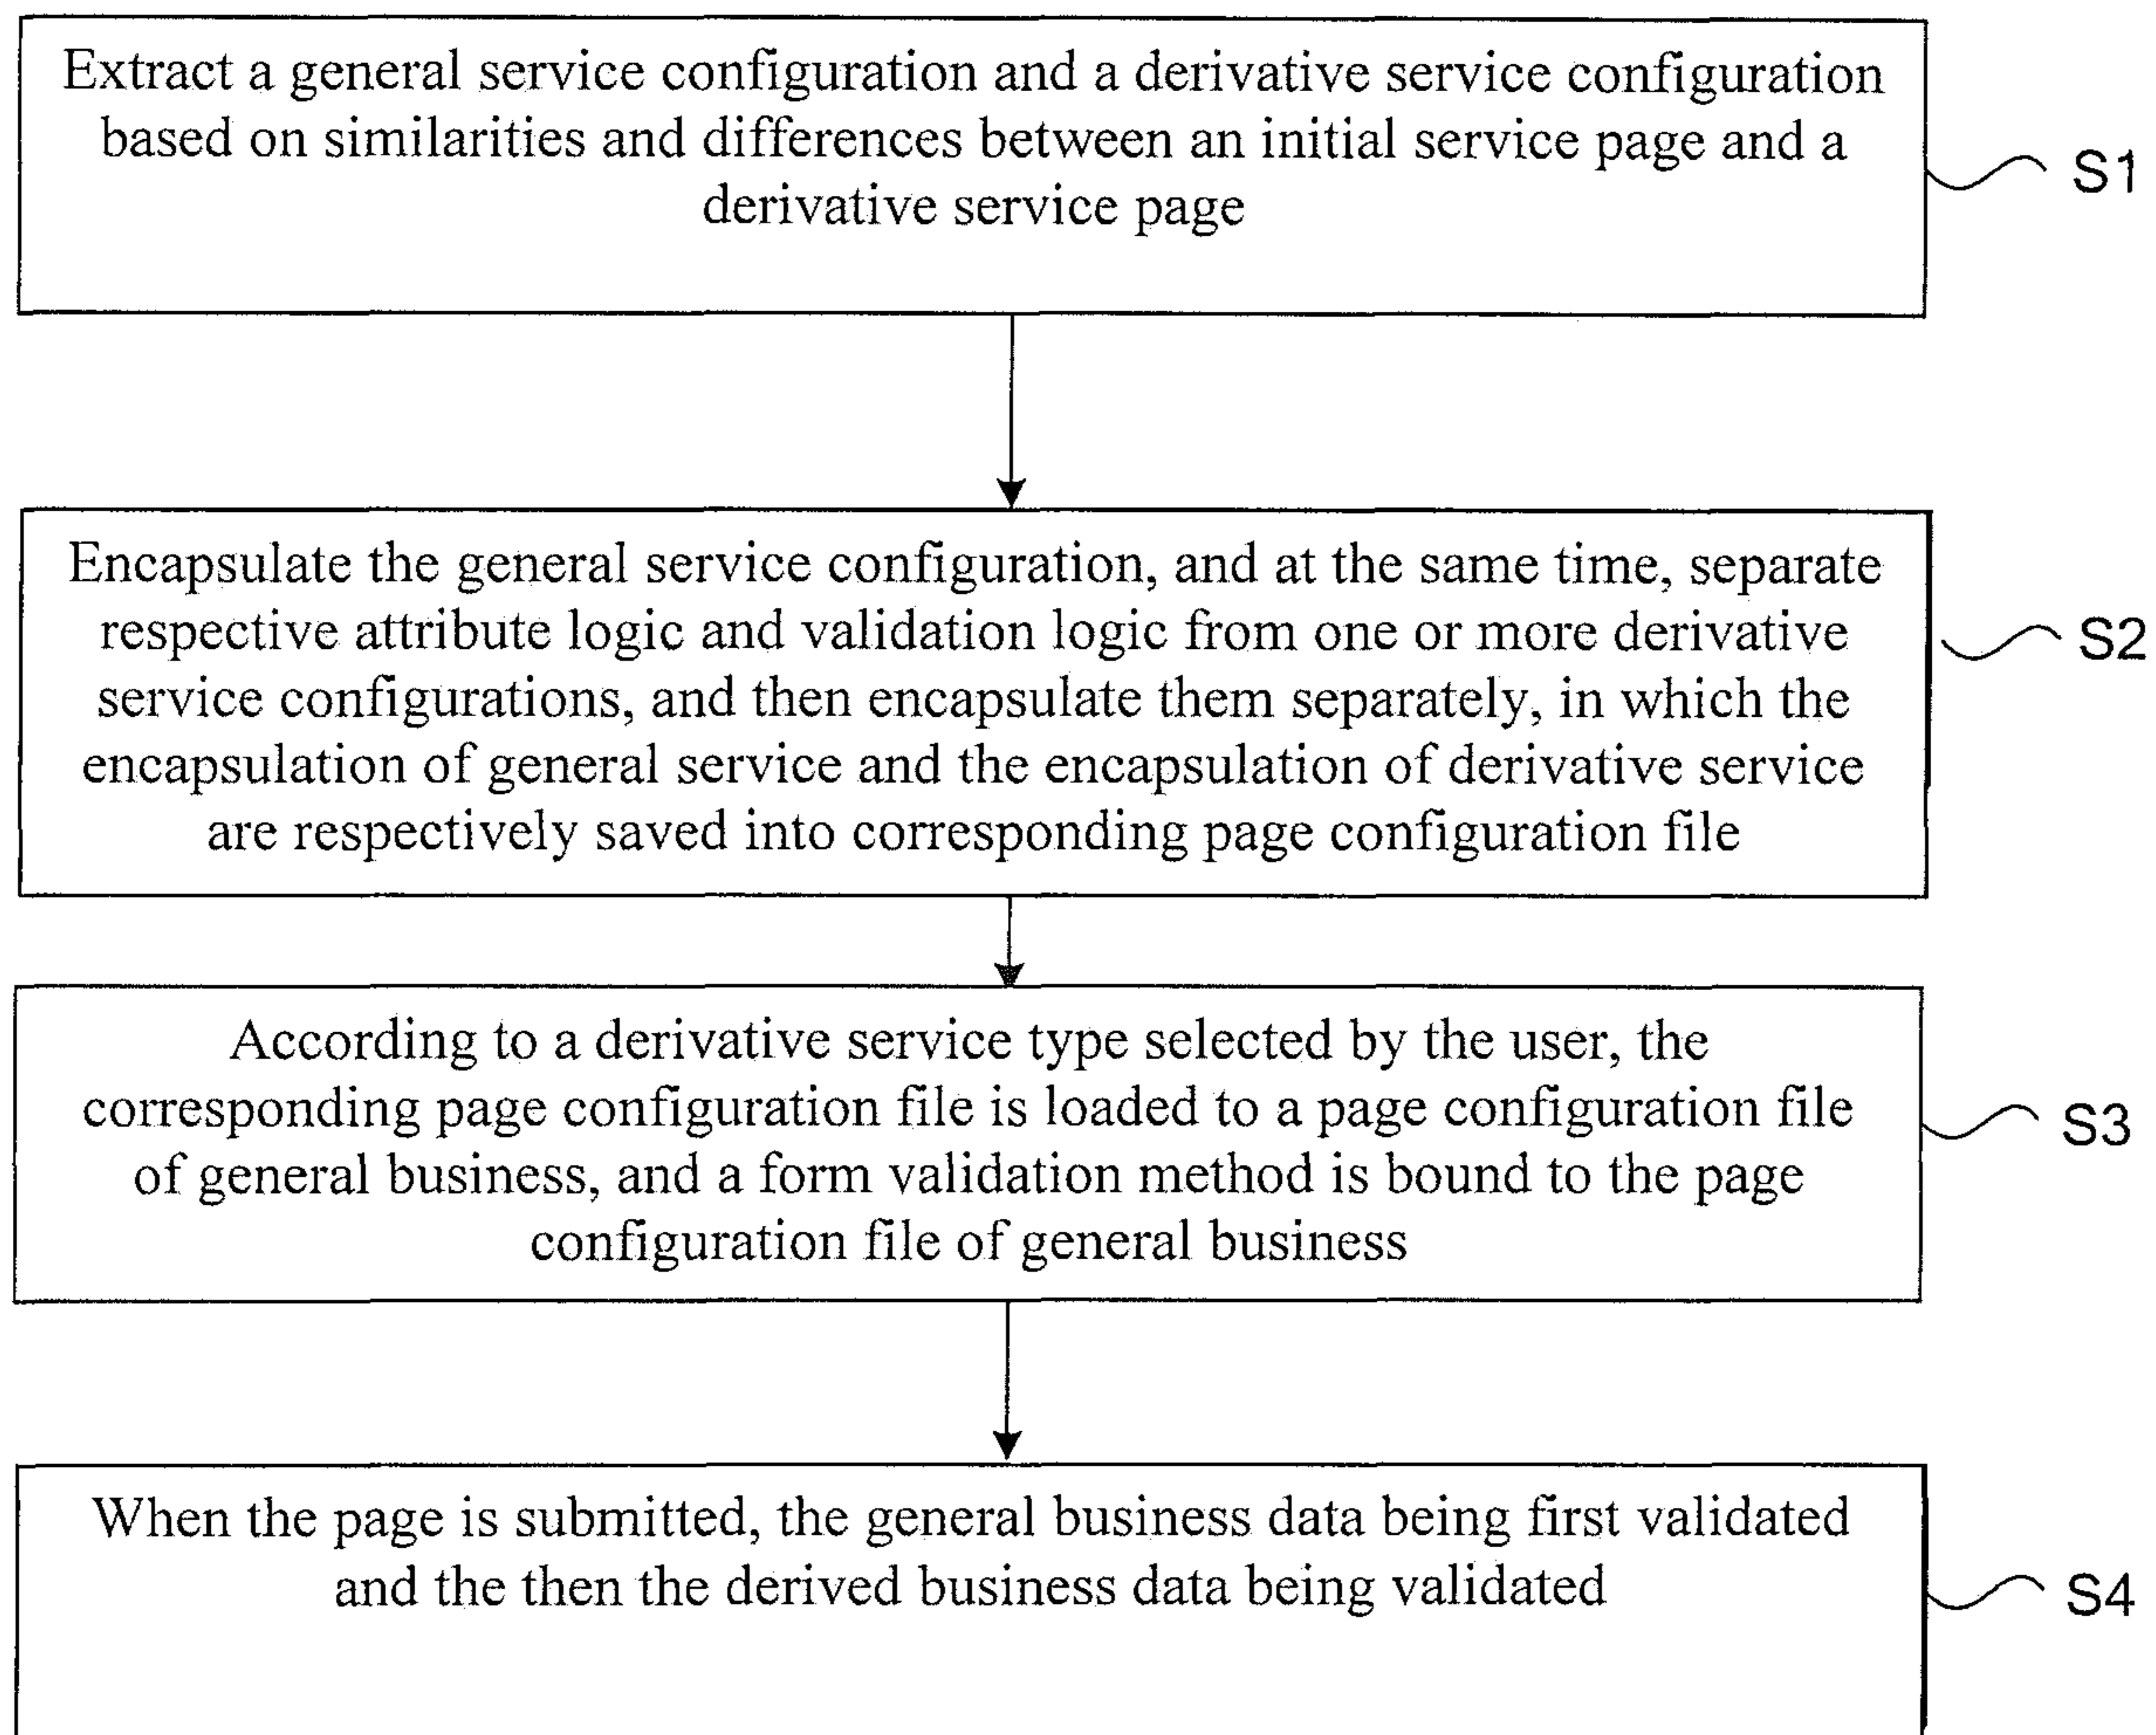 Extract a general service configuration and a derivative service configuration
based on similarities and differences between an initial service page and a
derivative service page
S1
Encapsulate the general service configuration, and at the same time, separate
respective attribute logic and validation logic from one or more derivative
service configurations, and then encapsulate them separately, in which the
encapsulation of general service and the encapsulation of derivative service
are respectively saved into corresponding page configuration file
S2
According to a derivative service type selected by the user, the
corresponding page configuration file is loaded to a page configuration file
of general business, and a form validation method is bound to the page
configuration file of general business
S3
When the page is submitted, the general business data being first validated
and the then the derived business data being validated
S4